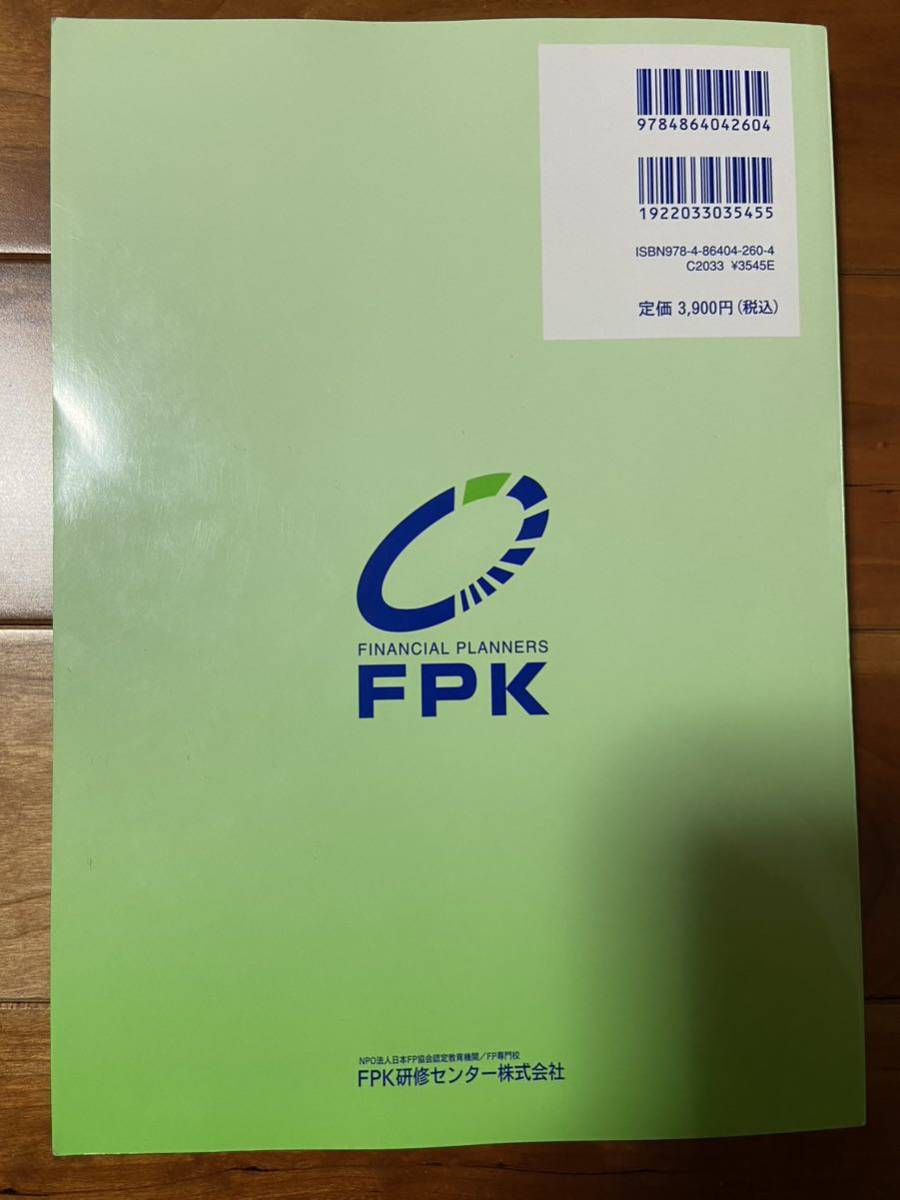 9784864042604
1922033035455
ISBN978-4-86404-260-4
C2033 ¥3545E
定価 3,900円(税込)
FINANCIAL PLANNERS
FPK
NPO法人日本FP協会認定教育機関/FP専門校
FPK研修センター株式会社